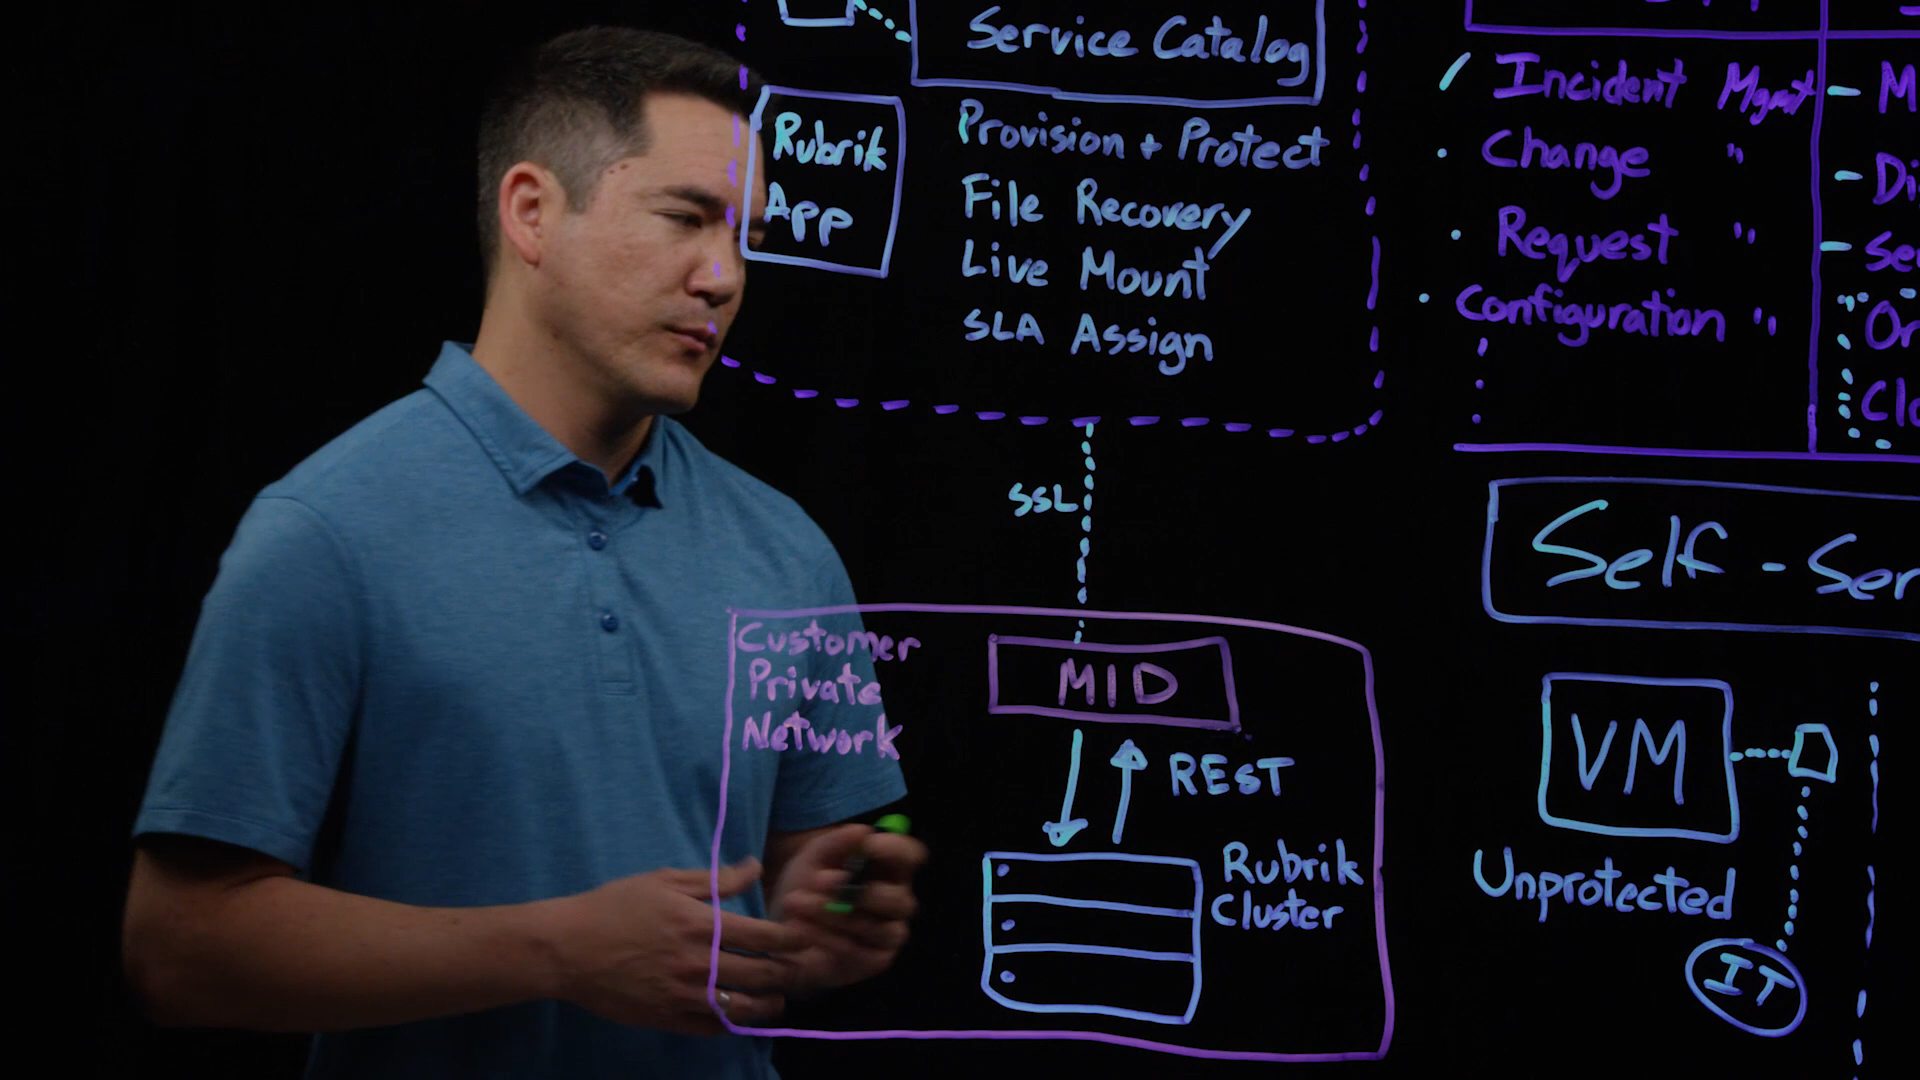 Service Catalog
Rubrik
App
Provision + Protect
File Recovery
Live Mount
SLA Assign
Incident Mgmt
Change "
Request "
Configuration "
SSL
Self-Ser
Customer
Private
Network
MID
REST
Rubrik
Cluster
VM
Unprotected
IT